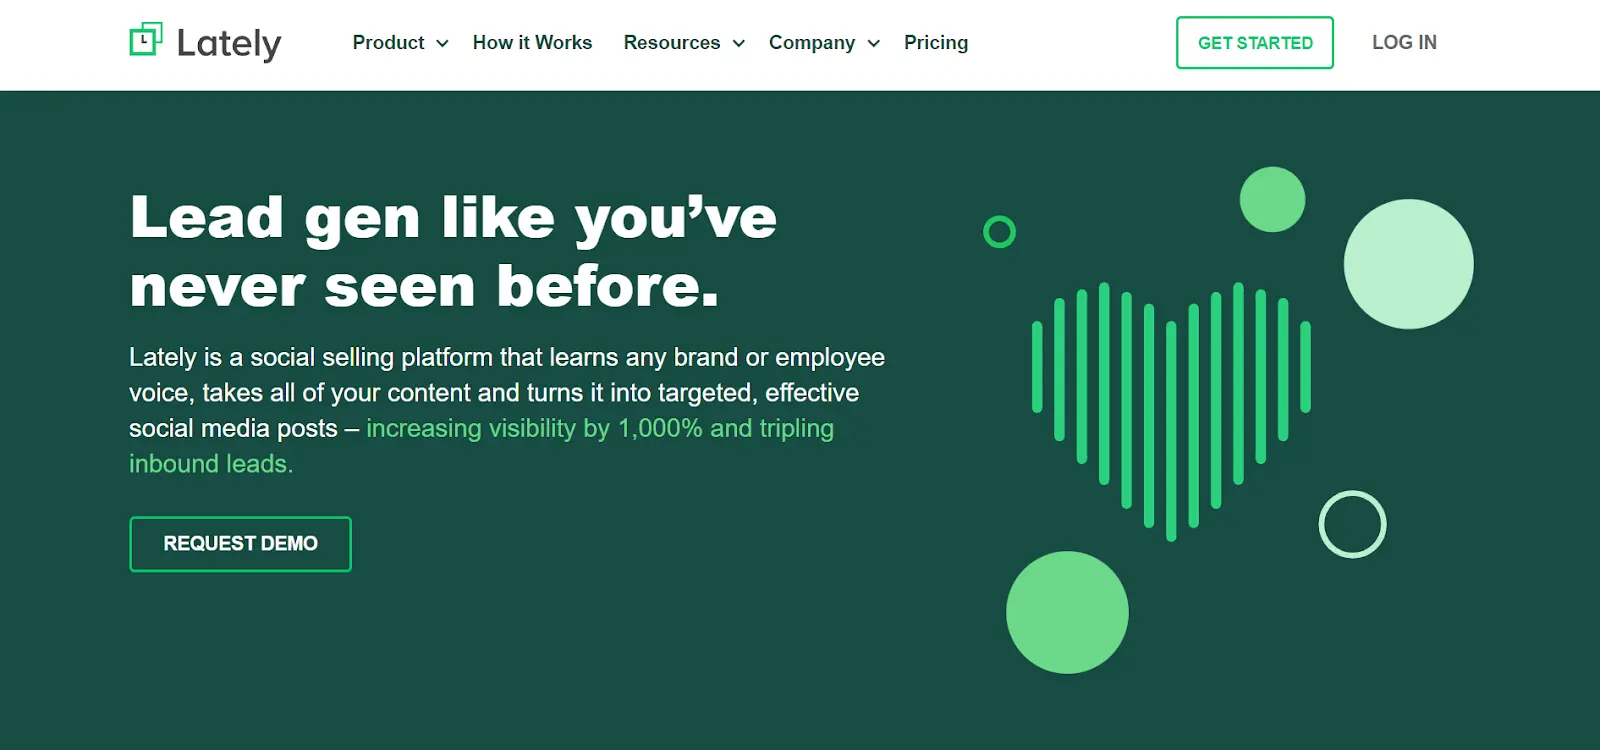 Lately
Product
How it Works
Resources
Company
Pricing
GET STARTED
LOG IN
Lead gen like you’ve
never seen before.
Lately is a social selling platform that learns any brand or employee
voice, takes all of your content and turns it into targeted, effective
social media posts – increasing visibility by 1,000% and tripling
inbound leads.
REQUEST DEMO